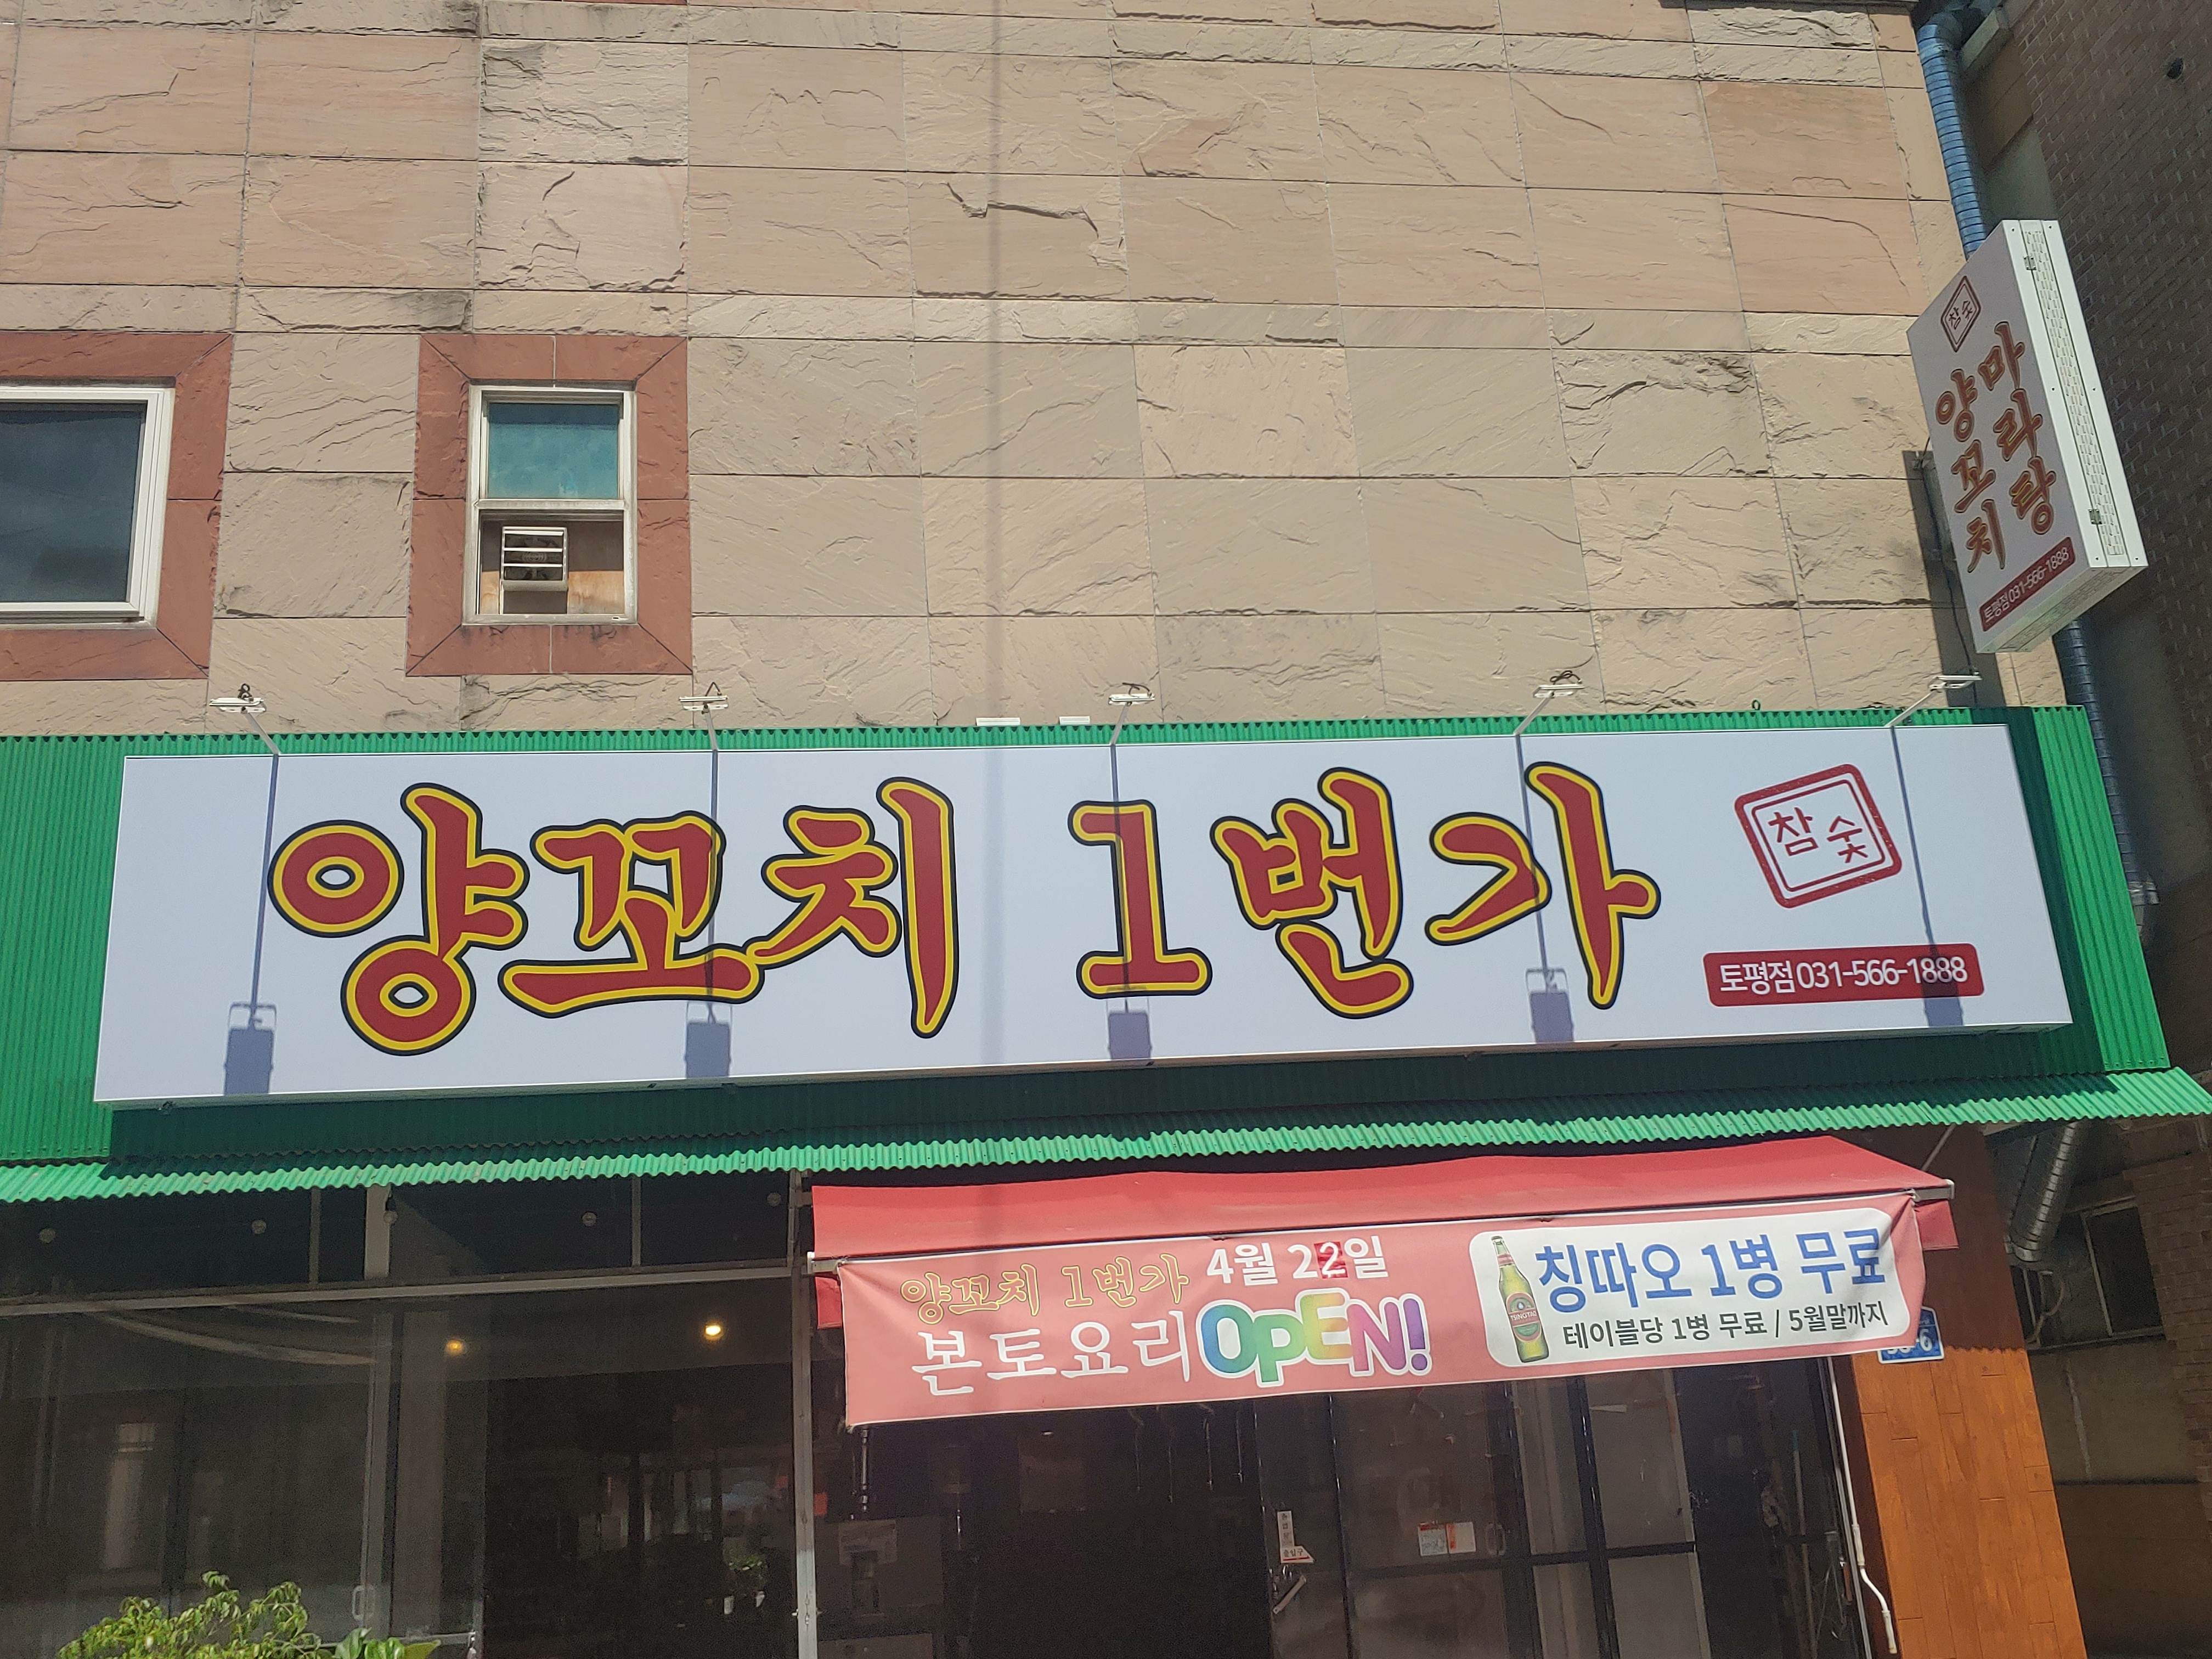 양꼬치 1번가
참숯
토평점 031-566-1888
참숯
마라탕
양꼬치
토평점 031-566-1888
양꼬치 1번가 4월 22일
본토요리 OPEN!
칭따오 1병 무료
테이블당 1병 무료 / 5월말까지
TSINGTAO